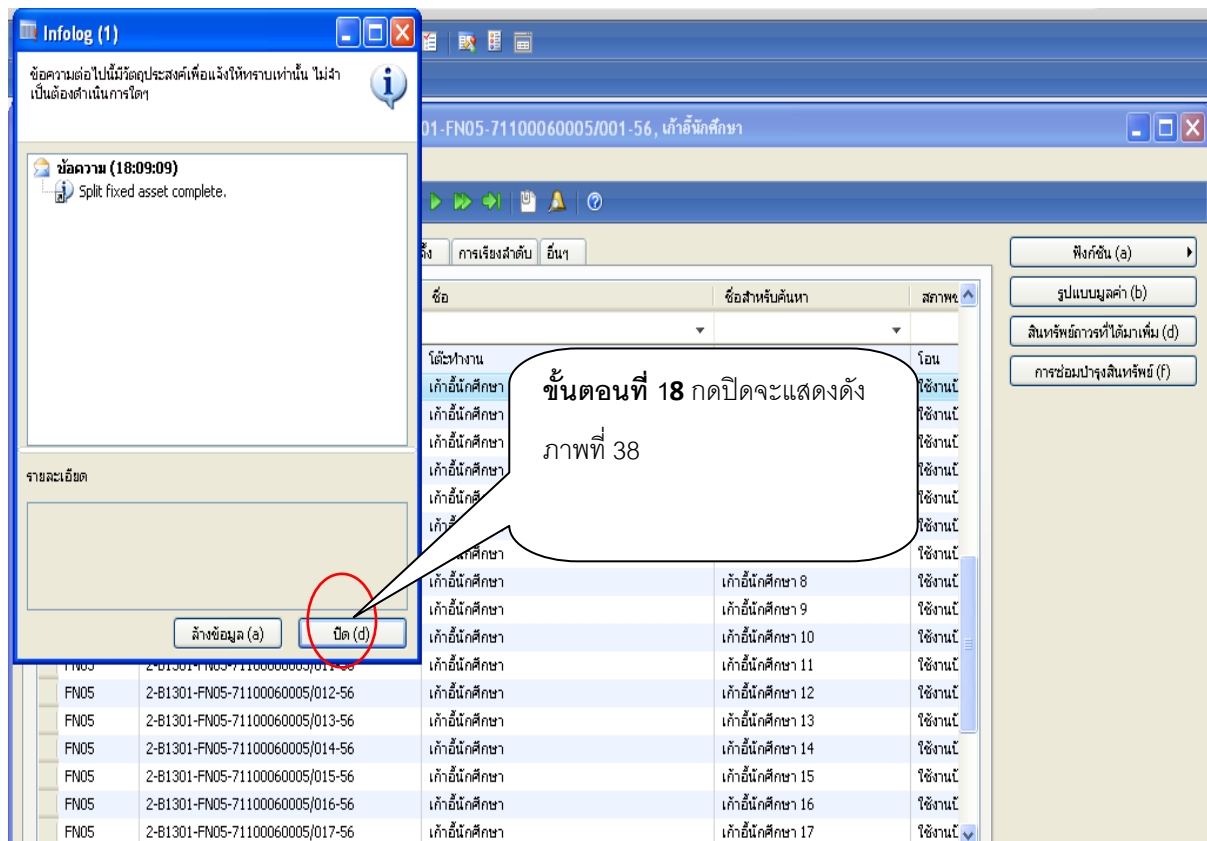 Infolog (1)
ข้อความต่อไปนี้มีวัตถุประสงค์เพื่อแจ้งให้ทราบเท่านั้น ไม่จำ
เป็นต้องดำเนินการใดๆ
ข้อความ (18:09:09)
Split fixed asset complete.
รายละเอียด
ล้างข้อมูล (a)
ปิด (d)
01-FN05-71100060005/001-56, เก้าอี้นักศึกษา
การเรียงลำดับ
อื่นๆ
ฟังก์ชัน (a)
รูปแบบมูลค่า (b)
สินทรัพย์ถาวรที่ได้มาเพิ่ม (d)
การซ่อมบำรุงสินทรัพย์ (f)
ชื่อ ชื่อสำหรับค้นหา
โต๊ะทำงาน โอน
ขั้นตอนที่ 18 กดปิดจะแสดงดัง
ภาพที่ 38
เก้าอี้นักศึกษา
เก้าอี้นักศึกษา
เก้าอี้นักศึกษา
เก้าอี้นักศึกษา
เก้าอี้นักศึกษา เก้าอี้นักศึกษา 8
เก้าอี้นักศึกษา เก้าอี้นักศึกษา 9
เก้าอี้นักศึกษา เก้าอี้นักศึกษา 10
เก้าอี้นักศึกษา เก้าอี้นักศึกษา 11
FN05 2-B1301-FN05-71100060005/012-56 เก้าอี้นักศึกษา เก้าอี้นักศึกษา 12
FN05 2-B1301-FN05-71100060005/013-56 เก้าอี้นักศึกษา เก้าอี้นักศึกษา 13
FN05 2-B1301-FN05-71100060005/014-56 เก้าอี้นักศึกษา เก้าอี้นักศึกษา 14
FN05 2-B1301-FN05-71100060005/015-56 เก้าอี้นักศึกษา เก้าอี้นักศึกษา 15
FN05 2-B1301-FN05-71100060005/016-56 เก้าอี้นักศึกษา เก้าอี้นักศึกษา 16
FN05 2-B1301-FN05-71100060005/017-56 เก้าอี้นักศึกษา เก้าอี้นักศึกษา 17